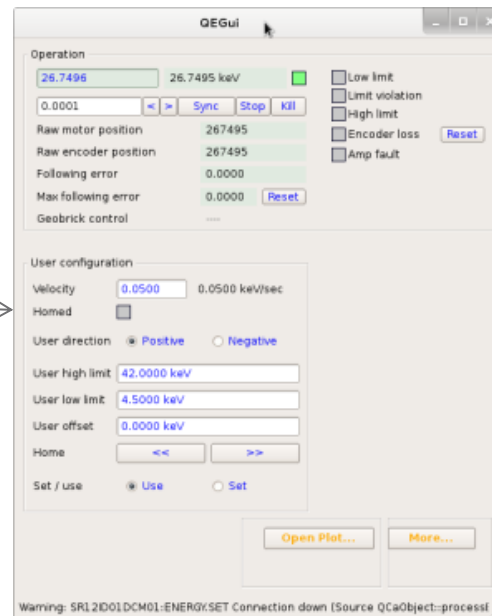 QEGui
Operation
26.7496 26.7495 keV
Low limit
Limit violation
0.0001 < > Sync Stop Kill
High limit
Raw motor position 267495
Encoder loss Reset
Raw encoder position 267495
Amp fault
Following error 0.0000
Max following error 0.0000 Reset
Geobrick control ----
User configuration
Velocity 0.0500 0.0500 keV/sec
Homed
User direction Positive Negative
User high limit 42.0000 keV
User low limit 4.5000 keV
User offset 0.0000 keV
Home << >>
Set / use Use Set
Open Plot... More...
Warning: SR12ID01DCM01:ENERGY.SET Connection down (Source QCaObject::process